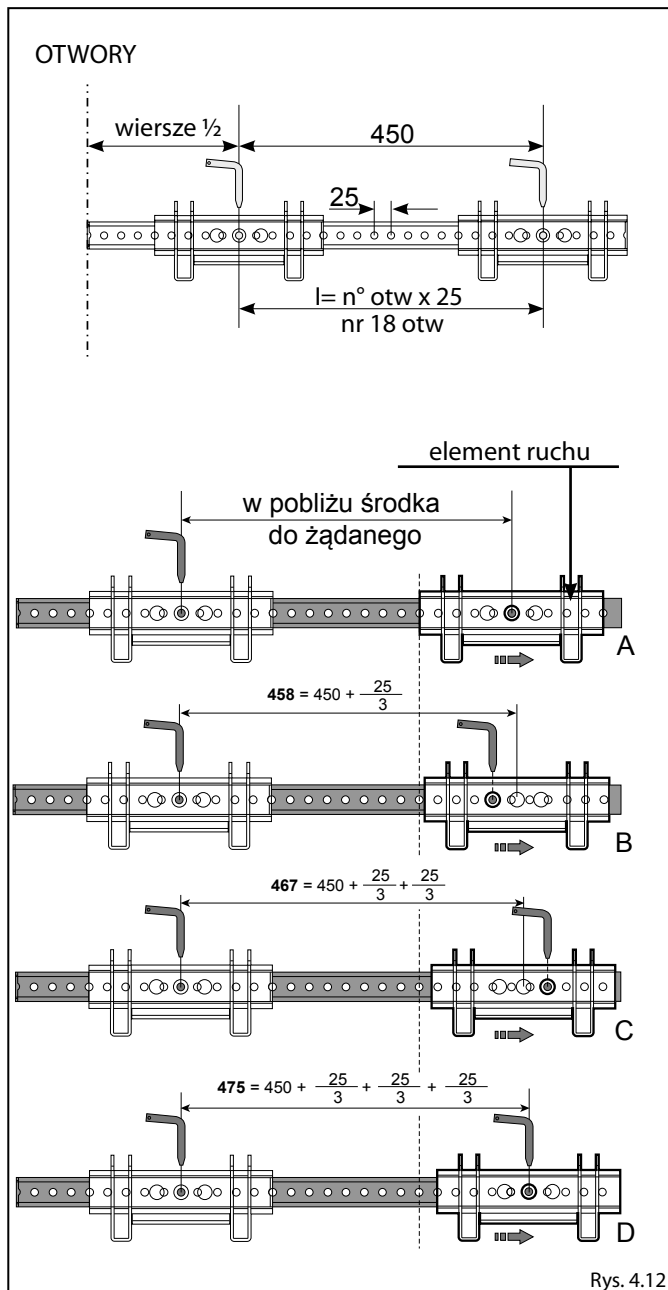 OTWORY
wiersze ½
450
25
l= n° otw x 25
nr 18 otw
element ruchu
w pobliżu środka
do żądanego
A
458 = 450 + 25/3
B
467 = 450 + 25/3 + 25/3
C
475 = 450 + 25/3 + 25/3 + 25/3
D
Rys. 4.12